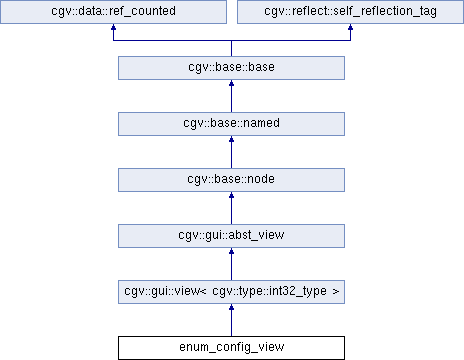 cgv::data::ref_counted
cgv::reflect::self_reflection_tag
cgv::base::base
cgv::base::named
cgv::base::node
cgv::gui::abst_view
cgv::gui::view< cgv::type::int32_type >
enum_config_view